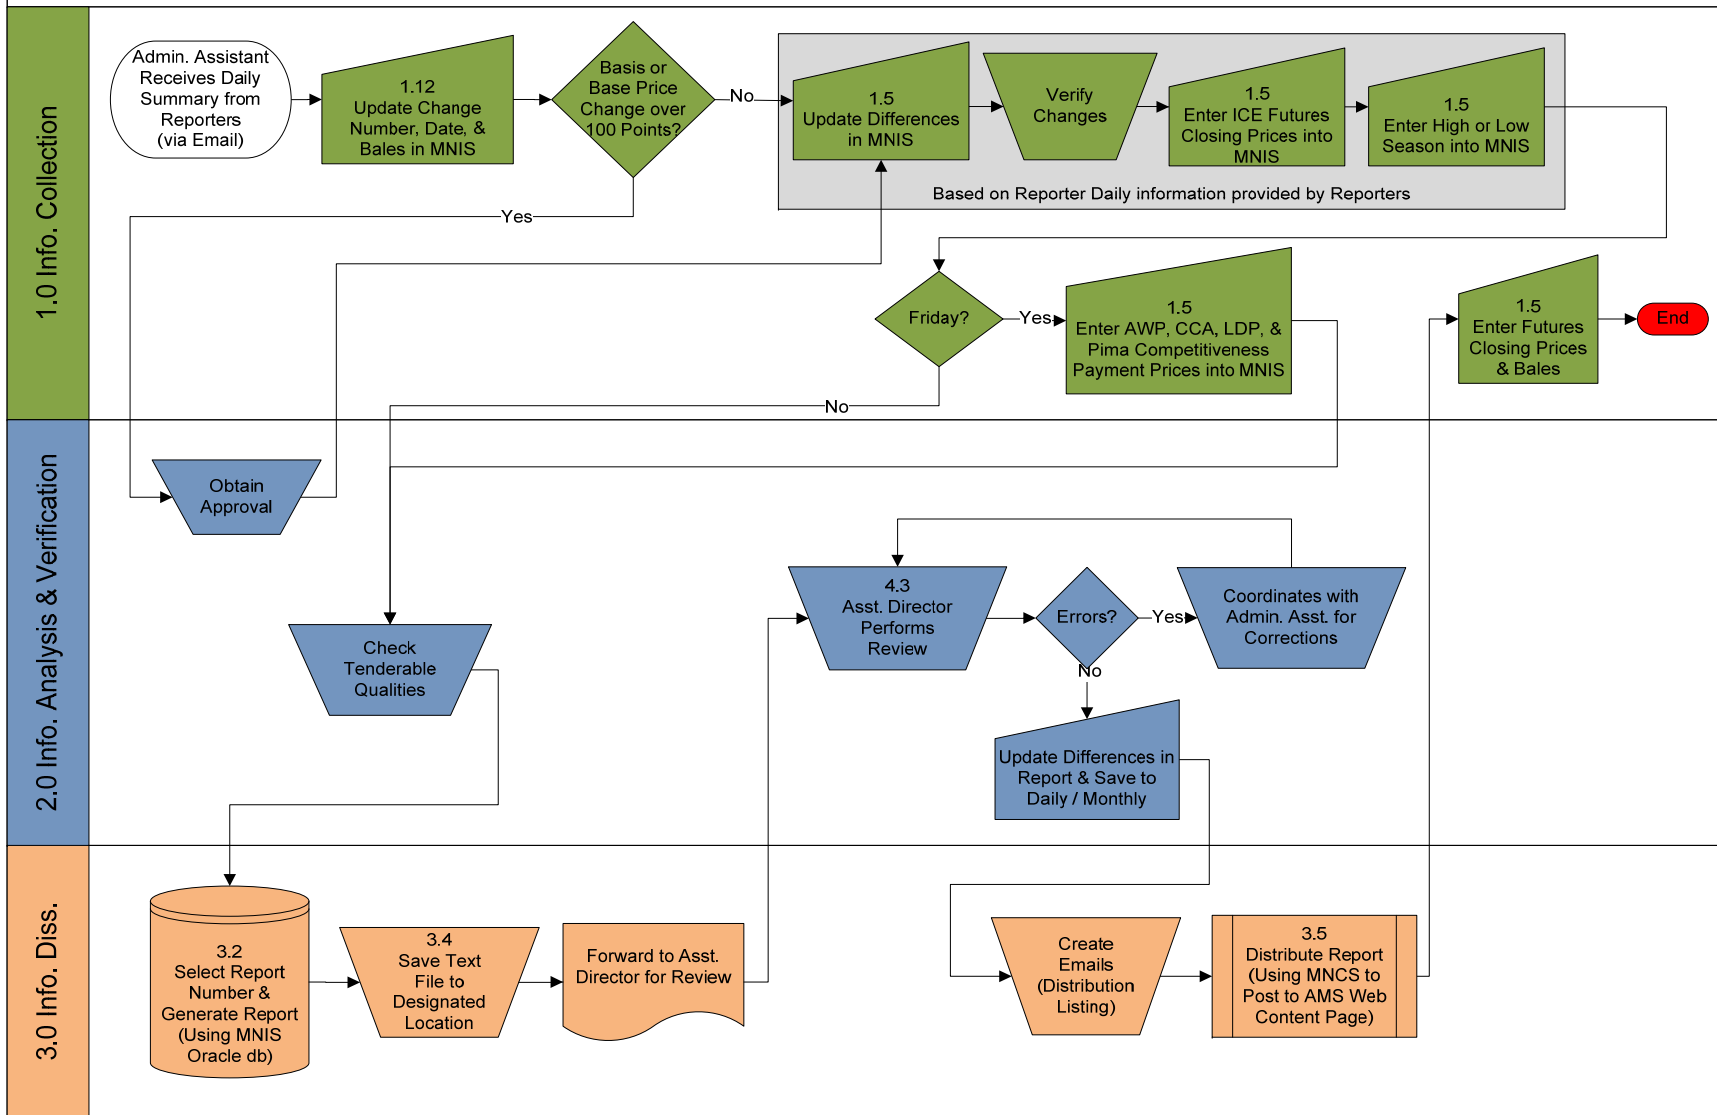 1.0 Info. Collection
Admin. Assistant
Receives Daily
Summary from
Reporters
(via Email)
1.12
Update Change
Number, Date, &
Bales in MNIS
Basis or
Base Price
Change over
100 Points?
No
Yes
1.5
Update Differences
in MNIS
Verify
Changes
1.5
Enter ICE Futures
Closing Prices into
MNIS
1.5
Enter High or Low
Season into MNIS
Based on Reporter Daily information provided by Reporters
Friday?
Yes
No
1.5
Enter AWP, CCA, LDP, &
Pima Competitiveness
Payment Prices into MNIS
1.5
Enter Futures
Closing Prices
& Bales
End
2.0 Info. Analysis & Verification
Obtain
Approval
Check
Tenderable
Qualities
4.3
Asst. Director
Performs
Review
Errors?
Yes
No
Coordinates with
Admin. Asst. for
Corrections
Update Differences in
Report & Save to
Daily / Monthly
3.0 Info. Diss.
3.2
Select Report
Number &
Generate Report
(Using MNIS
Oracle db)
3.4
Save Text
File to
Designated
Location
Forward to Asst.
Director for Review
Create
Emails
(Distribution
Listing)
3.5
Distribute Report
(Using MNCS to
Post to AMS Web
Content Page)